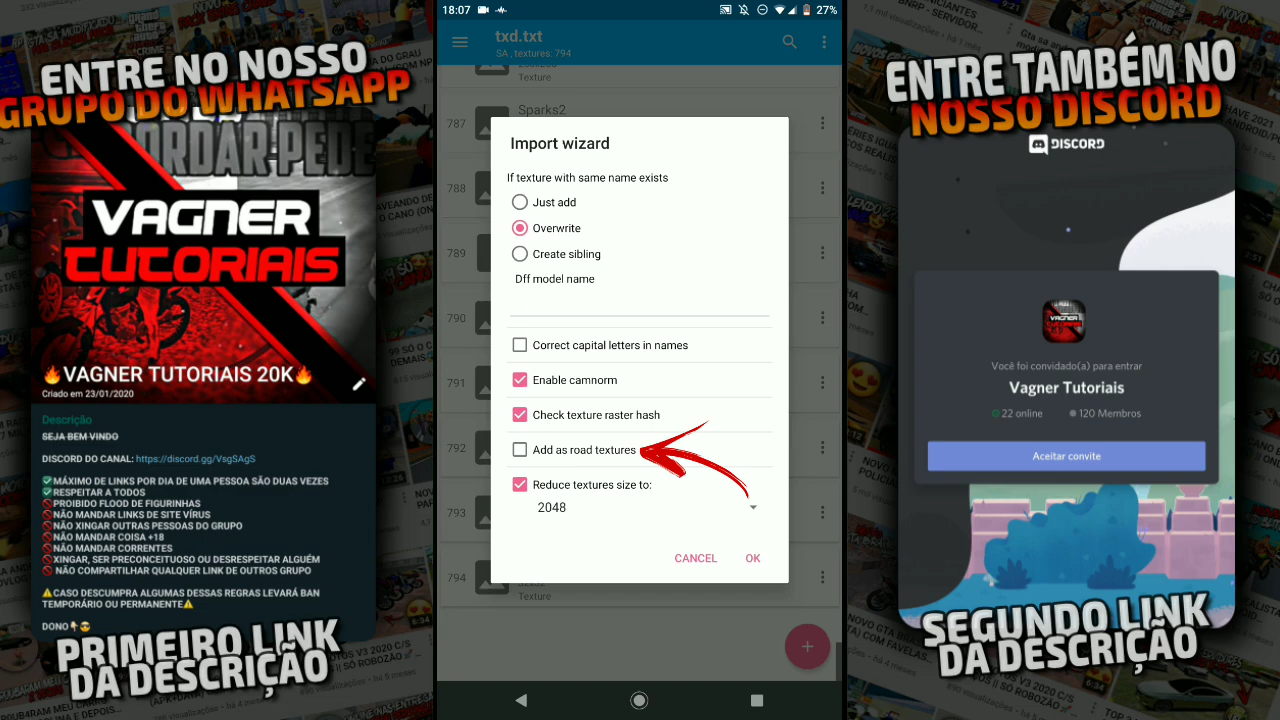 ENTRE NO NOSSO
GRUPO DO WHATSAPP
ORDAR PEDE
VAGNER
TUTORIAIS
🔥VAGNER TUTORIAIS 20K🔥
Criado em 23/01/2020
Descrição
SEJA BEM VINDO
DISCORD DO CANAL: https://discord.gg/VsgSAgS
✅MÁXIMO DE LINKS POR DIA DE UMA PESSOA SÃO DUAS VEZES
✅RESPEITAR A TODOS
🚫PROIBIDO FLOOD DE FIGURINHAS
🚫NÃO MANDAR LINKS DE SITE VÍRUS
🚫NÃO XINGAR OUTRAS PESSOAS DO GRUPO
🚫NÃO MANDAR COISA +18
🚫NÃO MANDAR CORRENTES
🚫XINGAR, SER PRECONCEITUOSO OU DESRESPEITAR ALGUÉM
🚫 NÃO COMPARTILHAR QUALQUER LINK DE OUTROS GRUPO
⚠️CASO DESCUMPRA ALGUMAS DESSAS REGRAS LEVARÁ BAN
TEMPORÁRIO OU PERMANENTE⚠️
DONO👇😎
PRIMEIRO LINK
DA DESCRIÇÃO
18:07
27%
txd.txt
SA , textures: 794
Texture
787
Sparks2
788
789
790
791
792
793
794
Texture
Import wizard
If texture with same name exists
Just add
Overwrite
Create sibling
Dff model name
Correct capital letters in names
Enable camnorm
Check texture raster hash
Add as road textures
Reduce textures size to:
2048
CANCEL
OK
+
ENTRE TAMBÉM NO
NOSSO DISCORD
DISCORD
VAGNER
TUTORIAIS
Você foi convidado(a) para entrar
Vagner Tutoriais
22 online
120 Membros
Aceitar convite
SEGUNDO LINK
DA DESCRIÇÃO